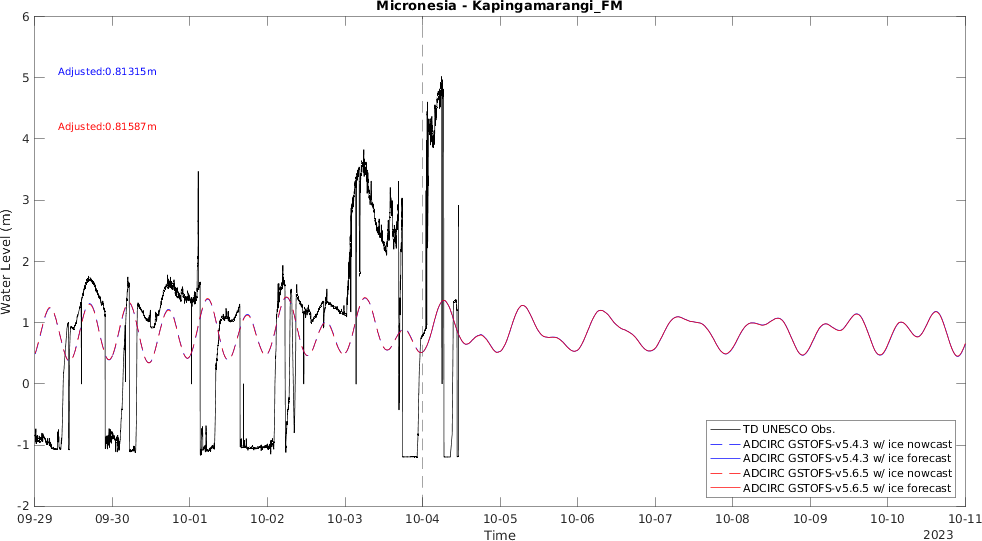 Micronesia - Kapingamarangi_FM
Adjusted:0.81315m
Adjusted:0.81587m
Water Level (m)
6
5
4
3
2
1
0
-1
-2
TD UNESCO Obs.
ADCIRC GSTOFS-v5.4.3 w/ ice nowcast
ADCIRC GSTOFS-v5.4.3 w/ ice forecast
ADCIRC GSTOFS-v5.6.5 w/ ice nowcast
ADCIRC GSTOFS-v5.6.5 w/ ice forecast
09-29 09-30 10-01 10-02 10-03 10-04 10-05 10-06 10-07 10-08 10-09 10-10 10-11
Time
2023